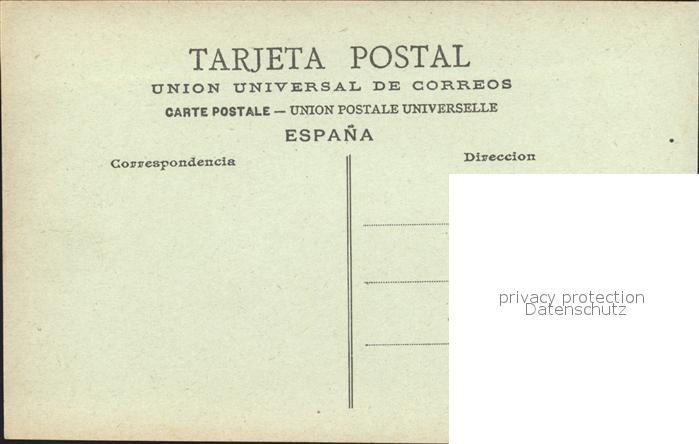 TARJETA POSTAL
UNION UNIVERSAL DE CORREOS
CARTE POSTALE — UNION POSTALE UNIVERSELLE
ESPAÑA
Correspondencia
Direccion
privacy protection
Datenschutz